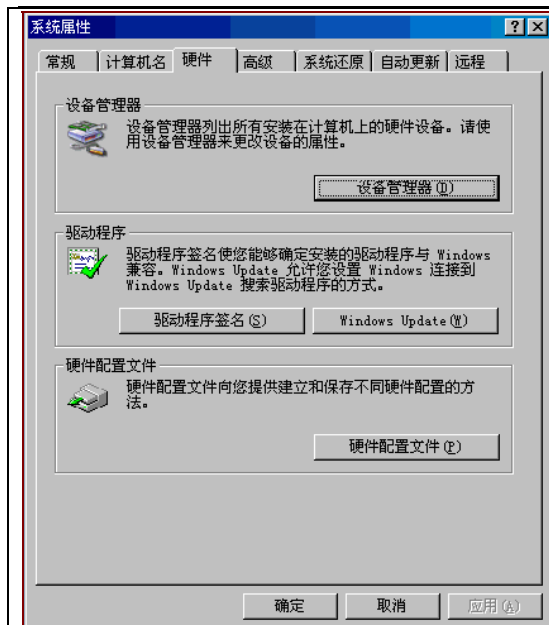 系统属性
常规 计算机名 硬件 高级 系统还原 自动更新 远程
设备管理器
设备管理器列出所有安装在计算机上的硬件设备。请使
用设备管理器来更改设备的属性。
设备管理器(D)
驱动程序
驱动程序签名使您能够确定安装的驱动程序与 Windows
兼容。Windows Update 允许您设置 Windows 连接到
Windows Update 搜索驱动程序的方式。
驱动程序签名(S) Windows Update(W)
硬件配置文件
硬件配置文件向您提供建立和保存不同硬件配置的方
法。
硬件配置文件(P)
确定 取消 应用(A)